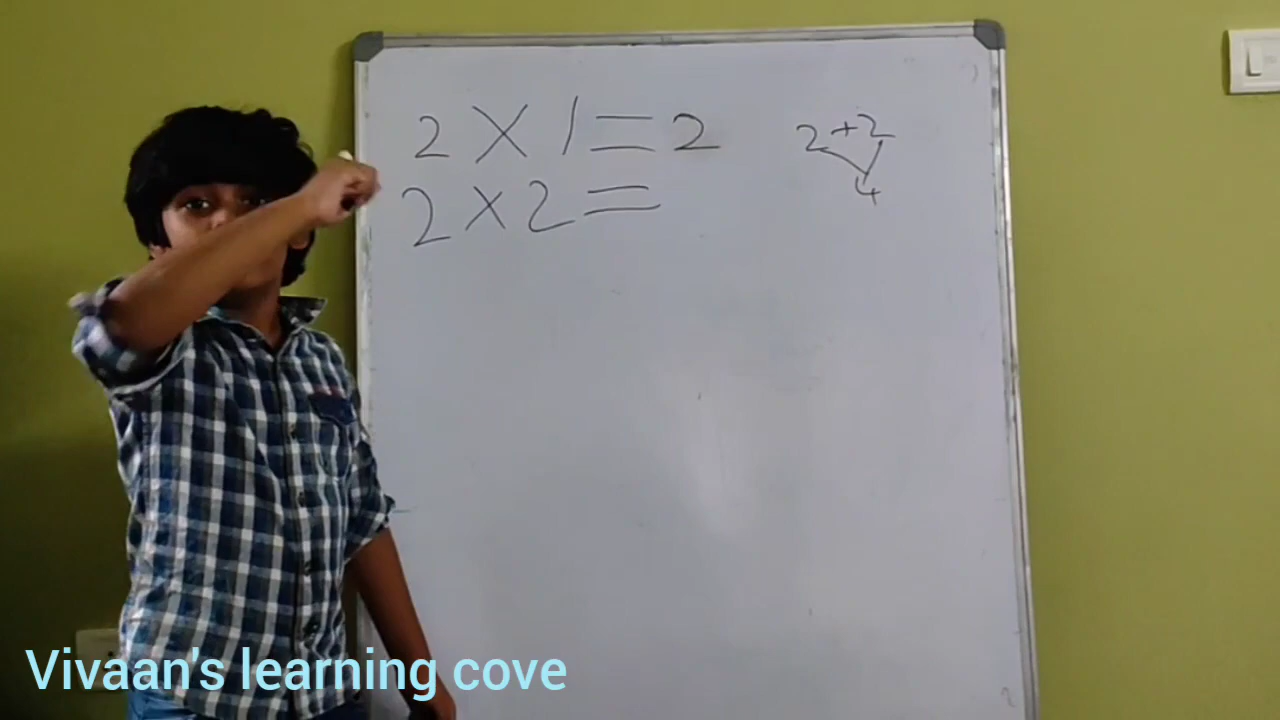 2 X 1 = 2
2 X 2 =
2 + 2
4
Vivaan's learning cove